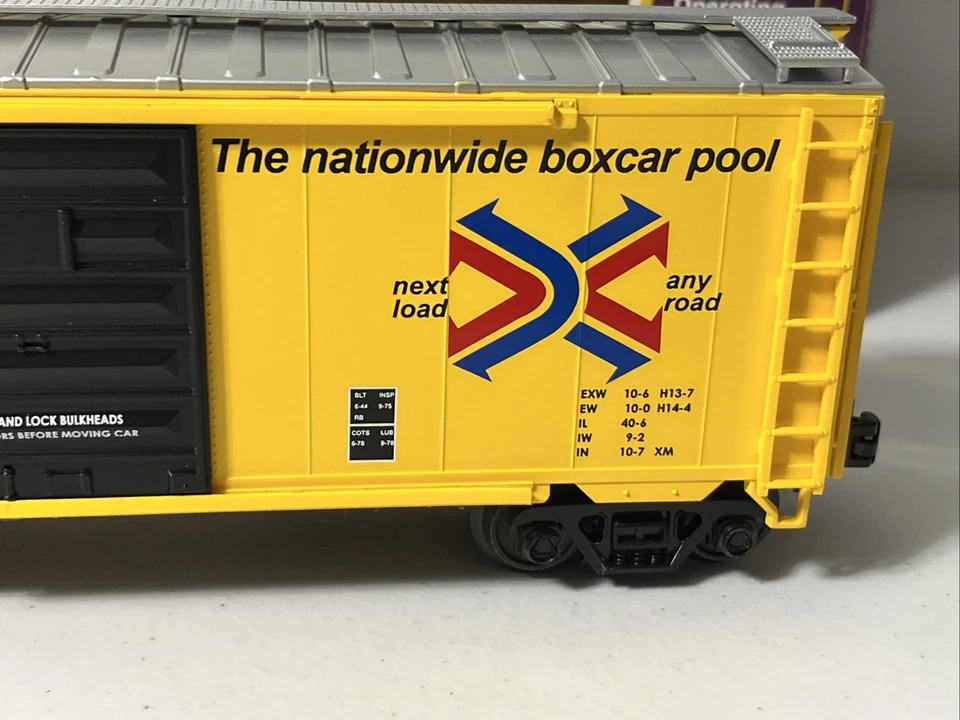 Operating
The nationwide boxcar pool
next
load
any
road
BLT INSP
6-44 9-75
RB
COTS LUB
6-78 9-78
EXW 10-6 H13-7
EW 10-0 H14-4
IL 40-6
IW 9-2
IN 10-7 XM
AND LOCK BULKHEADS
ORS BEFORE MOVING CAR